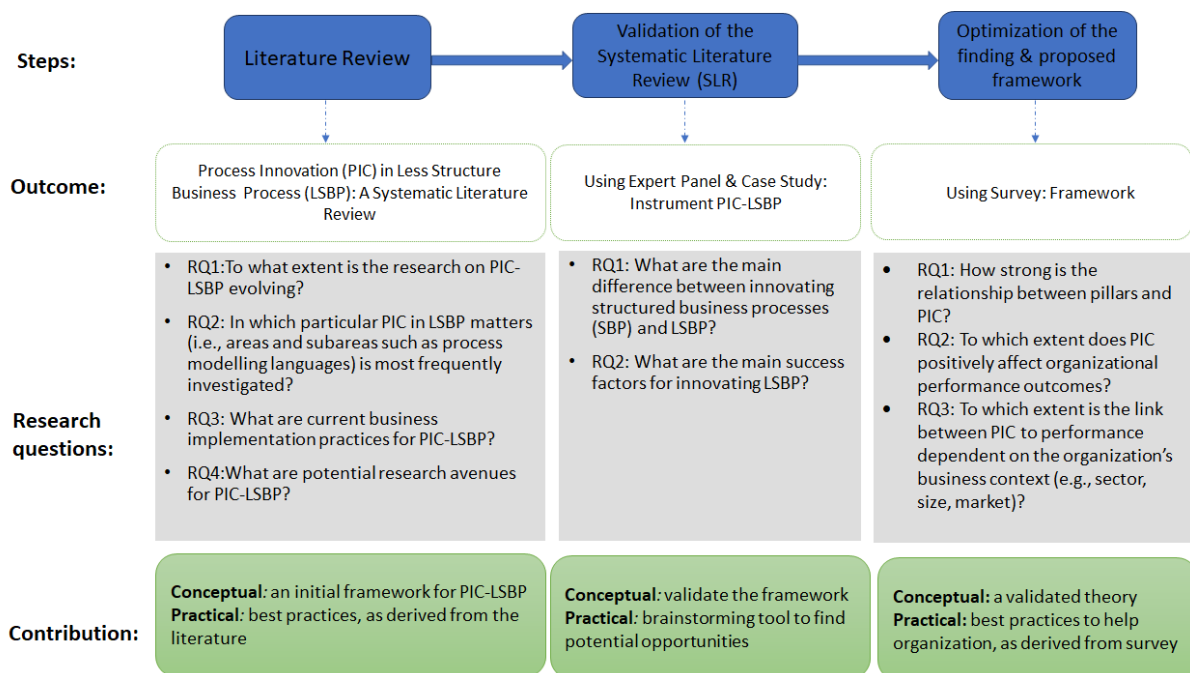 Steps:
Literature Review
Validation of the
Systematic Literature
Review (SLR)
Optimization of the
finding & proposed
framework
Outcome:
Process Innovation (PIC) in Less Structure
Business Process (LSBP): A Systematic Literature
Review
Using Expert Panel & Case Study:
Instrument PIC-LSBP
Using Survey: Framework
Research
questions:
• RQ1:To what extent is the research on PIC-
LSBP evolving?
• RQ2: In which particular PIC in LSBP matters
(i.e., areas and subareas such as process
modelling languages) is most frequently
investigated?
• RQ3: What are current business
implementation practices for PIC-LSBP?
• RQ4:What are potential research avenues
for PIC-LSBP?
• RQ1: What are the main
difference between innovating
structured business processes
(SBP) and LSBP?
• RQ2: What are the main success
factors for innovating LSBP?
• RQ1: How strong is the
relationship between pillars and
PIC?
• RQ2: To which extent does PIC
positively affect organizational
performance outcomes?
• RQ3: To which extent is the link
between PIC to performance
dependent on the organization's
business context (e.g., sector,
size, market)?
Contribution:
Conceptual: an initial framework for PIC-LSBP
Practical: best practices, as derived from the
literature
Conceptual: validate the framework
Practical: brainstorming tool to find
potential opportunities
Conceptual: a validated theory
Practical: best practices to help
organization, as derived from survey